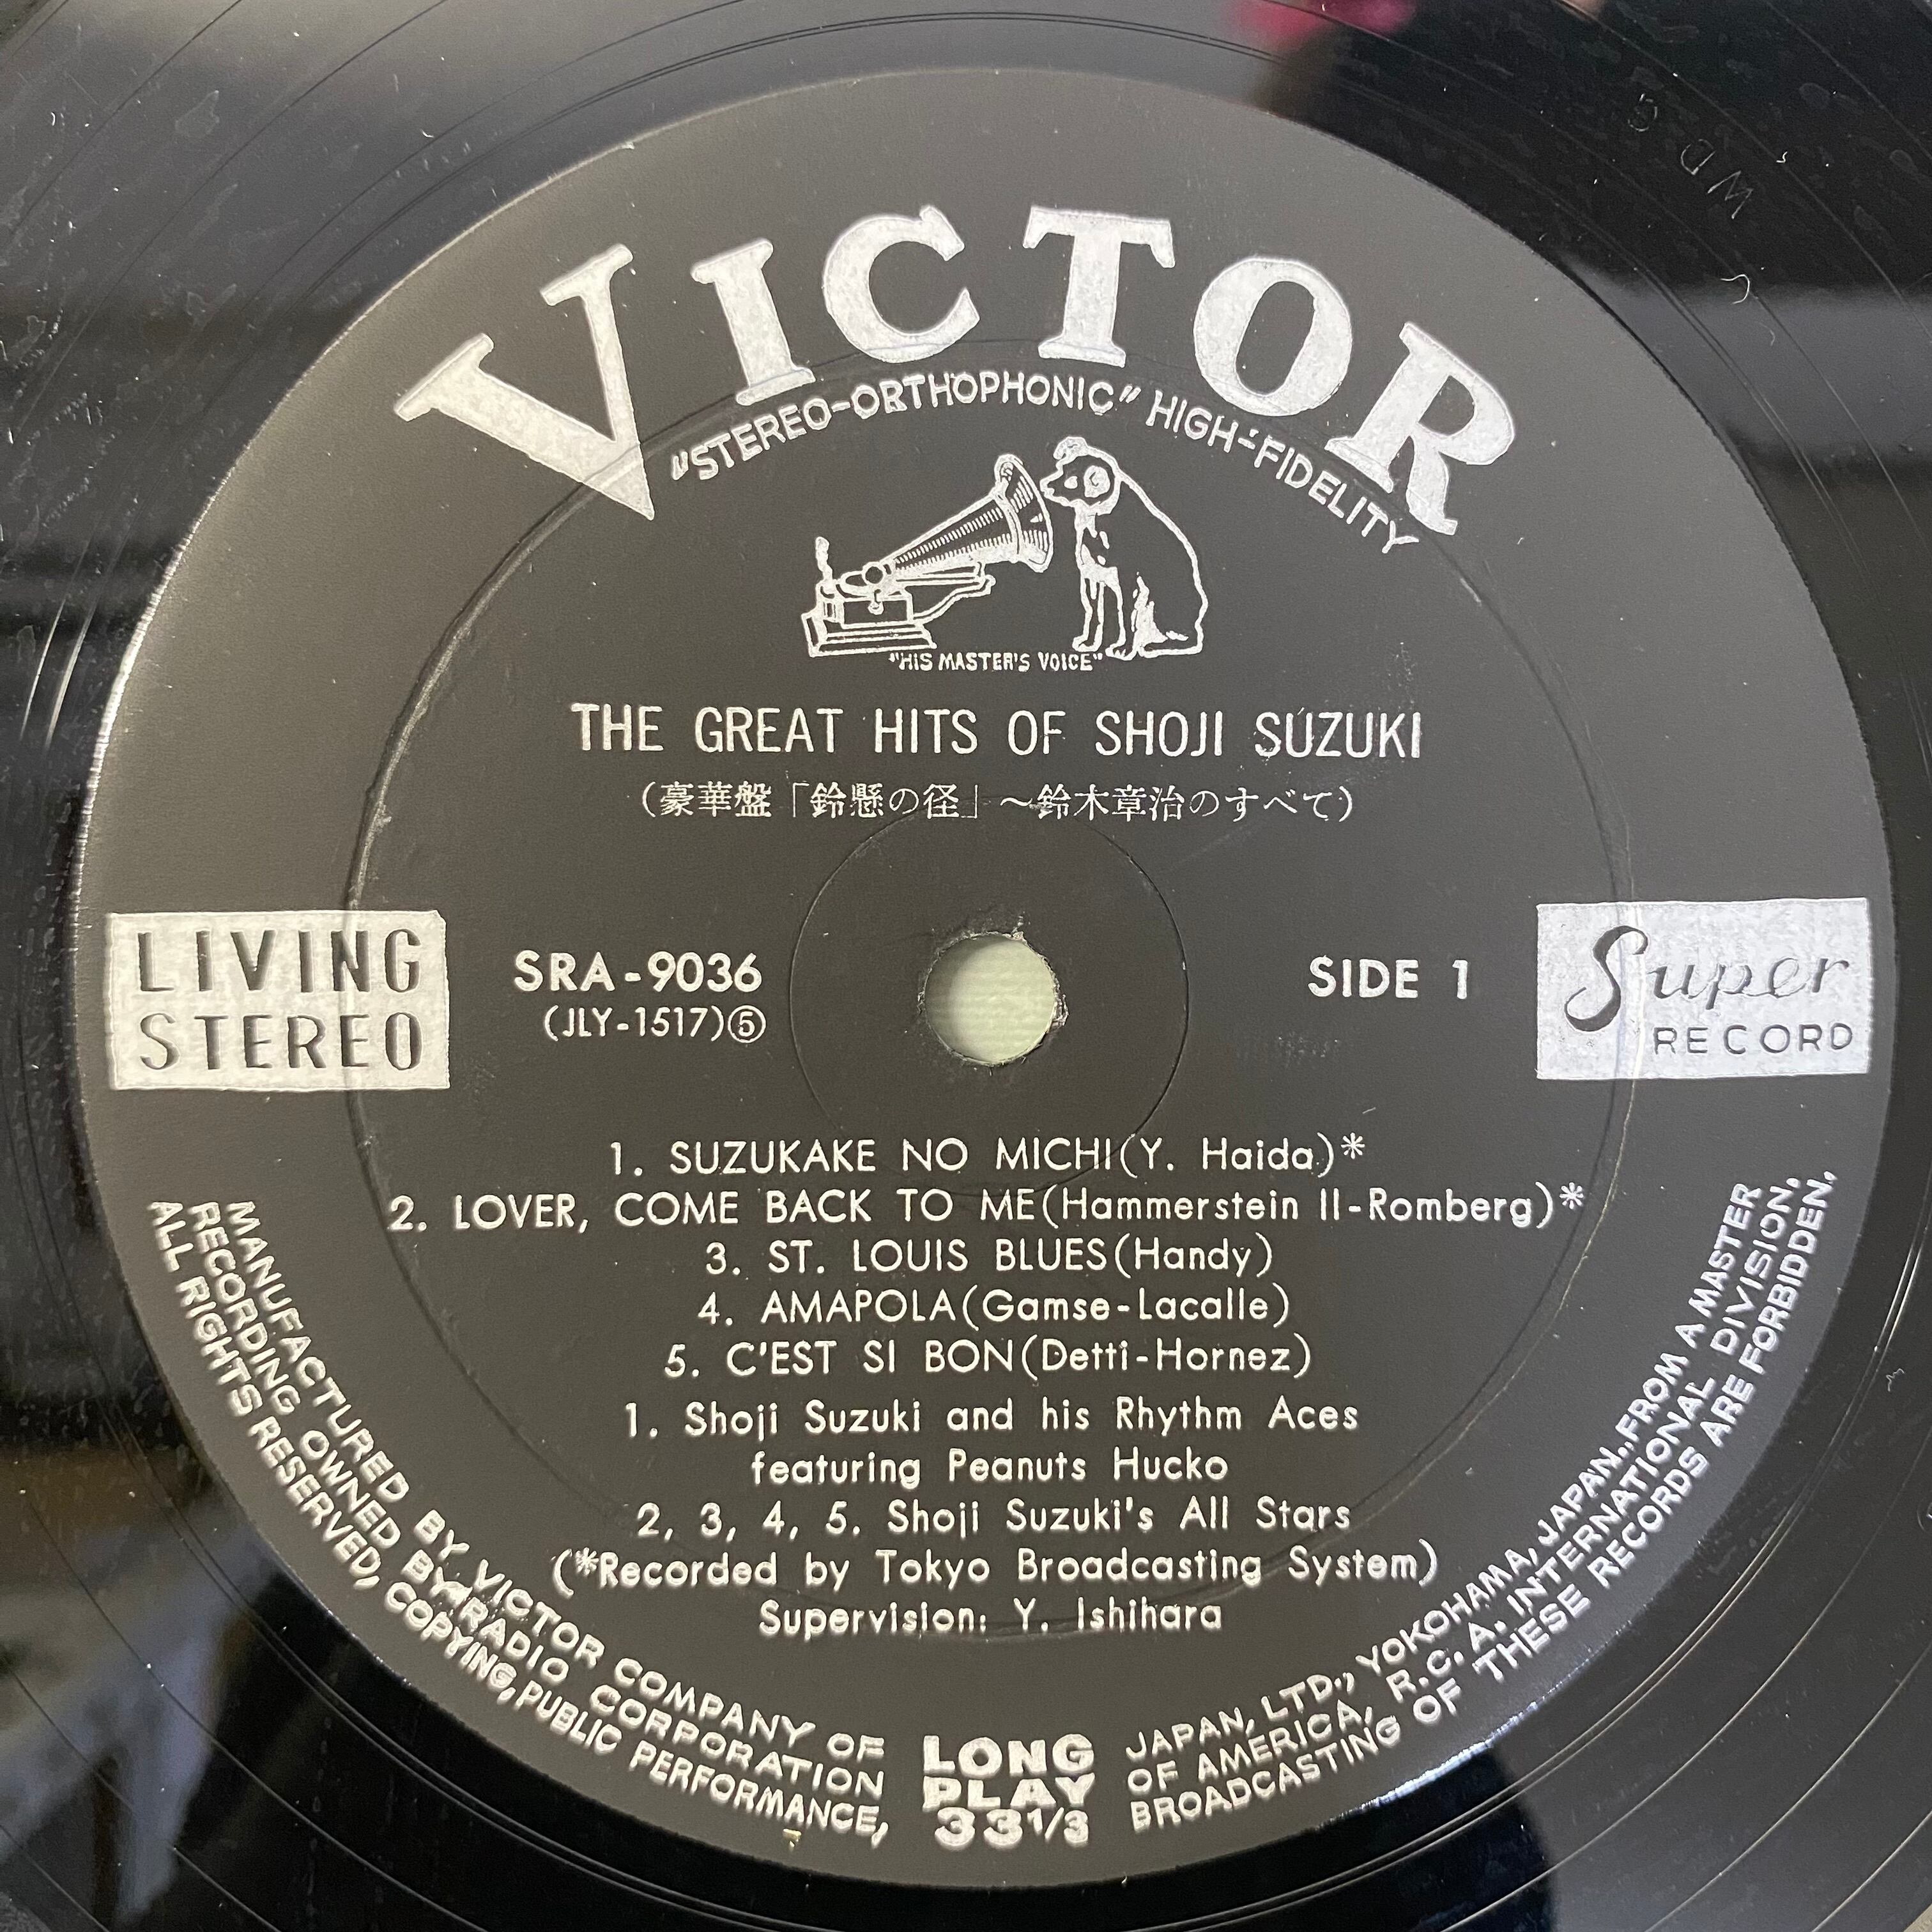 VICTOR
"STEREO-ORTHOPHONIC" HIGH-FIDELITY
"HIS MASTER'S VOICE"
THE GREAT HITS OF SHOJI SUZUKI
(豪華盤「鈴懸の径」～鈴木章治のすべて)
LIVING
STEREO
SRA-9036
(JLY-1517)⑤
SIDE 1
Super
RECORD
1. SUZUKAKE NO MICHI(Y. Haida)*
2. LOVER, COME BACK TO ME(Hammerstein II-Romberg)*
3. ST. LOUIS BLUES(Handy)
4. AMAPOLA(Gamse-Lacalle)
5. C'EST SI BON(Detti-Hornez)
1. Shoji Suzuki and his Rhythm Aces
featuring Peanuts Hucko
2, 3, 4, 5. Shoji Suzuki's All Stars
(*Recorded by Tokyo Broadcasting System)
Supervision: Y. Ishihara
MANUFACTURED BY VICTOR COMPANY OF JAPAN, LTD., YOKOHAMA, JAPAN., FROM A MASTER
RECORDING OWNED BY RADIO CORPORATION OF AMERICA, R.C.A. INTERNATIONAL DIVISION.
ALL RIGHTS RESERVED, COPYING, PUBLIC PERFORMANCE, BROADCASTING OF THESE RECORDS ARE FORBIDDEN,
LONG
PLAY
33 1/3